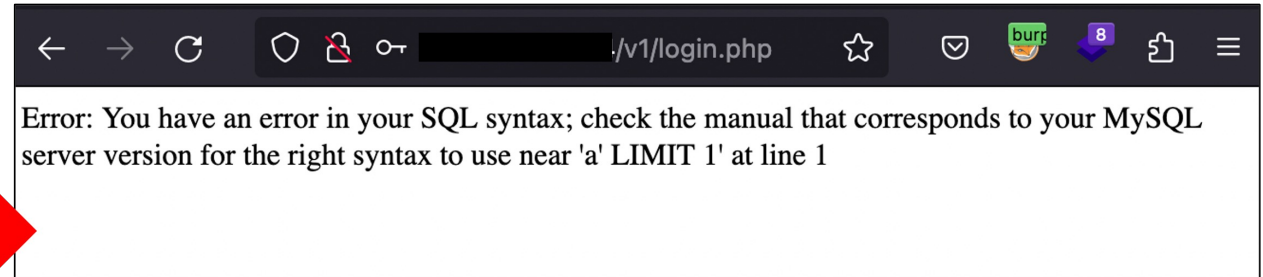 /v1/login.php
burp
8
Error: You have an error in your SQL syntax; check the manual that corresponds to your MySQL
server version for the right syntax to use near 'a' LIMIT 1' at line 1